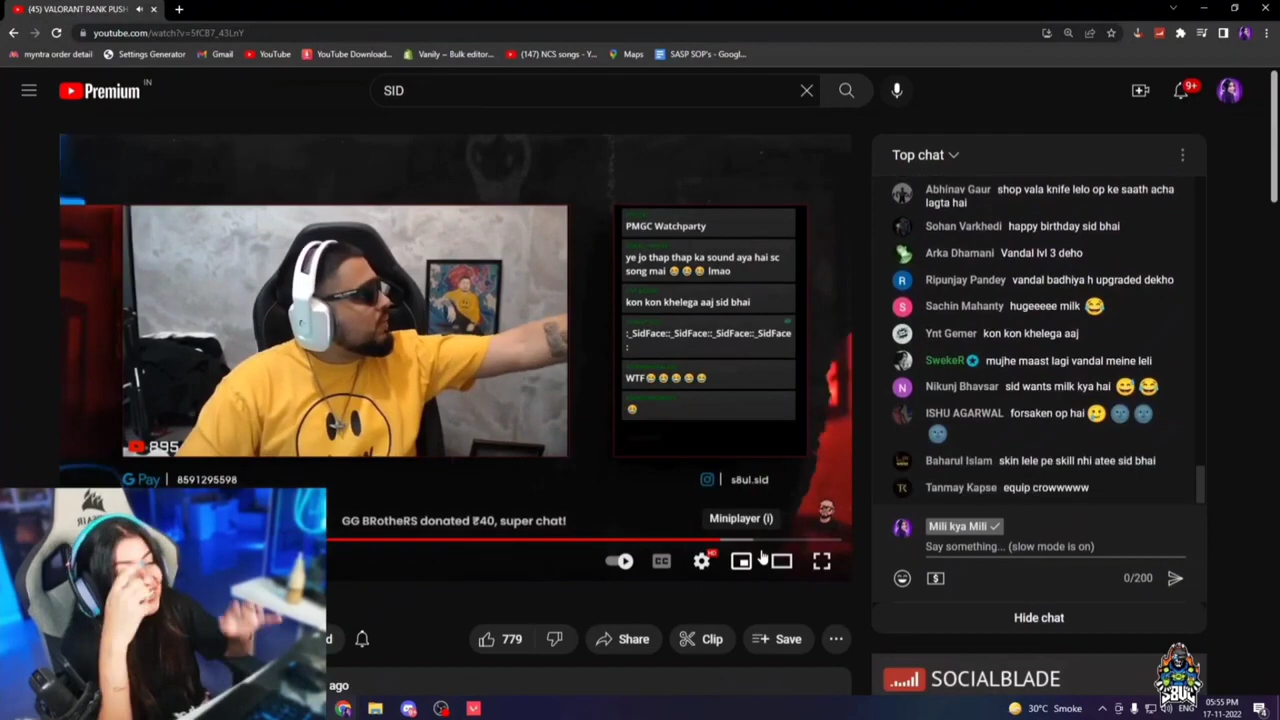 (45) VALORANT RANK PUSH
youtube.com/watch?v=5fCB7_43LnY
myntra order detail
Settings Generator
Gmail
YouTube
YouTube Download...
Vanily – Bulk editor...
(147) NCS songs - Y...
Maps
SASP SOP's - Googl...
Premium
IN
SID
9+
Top chat
Abhinav Gaur shop vala knife lelo op ke saath acha
lagta hai
Sohan Varkhedi happy birthday sid bhai
Arka Dhamani Vandal lvl 3 deho
Ripunjay Pandey vandal badhiya h upgraded dekho
Sachin Mahanty hugeeeee milk 😂
Ynt Gemer kon kon khelega aaj
SwekeR mujhe maast lagi vandal meine leli
Nikunj Bhavsar sid wants milk kya hai 😅 😂
ISHU AGARWAL forsaken op hai 🥲 🌚 🌚
🌚
Baharul Islam skin lele pe skill nhi atee sid bhai
Tanmay Kapse equip crowwwww
Mili kya Mili
Say something... (slow mode is on)
0/200
Hide chat
PMGC Watchparty
ye jo thap thap ka sound aya hai sc
song mai 😂 😂 😂 lmao
kon kon khelega aaj sid bhai
:_SidFace::_SidFace::_SidFace::_SidFace
:
WTF😂 😂 😂 😂 😂
895
G Pay | 8591295598
s8ul.sid
GG BRotheRS donated ₹40, super chat!
Miniplayer (i)
CC
HD
779
Share
Clip
Save
ago
SOCIALBLADE
S8UL
30°C Smoke
ENG
05:55 PM
17-11-2022
4